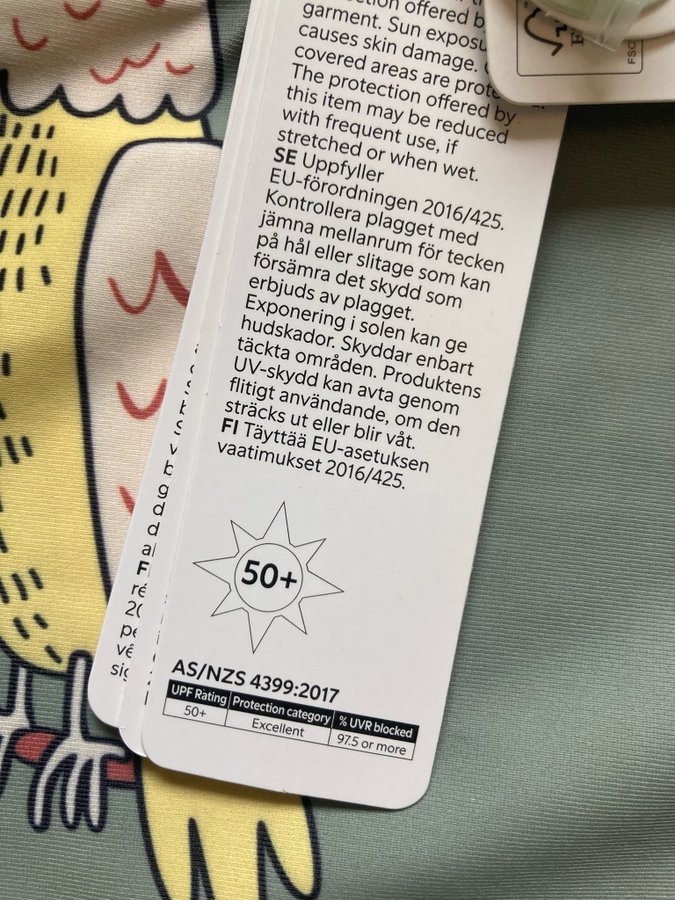 offered b
garment. Sun exposu
causes skin damage.
covered areas are prote
The protection offered by
this item may be reduced
with frequent use, if
stretched or when wet.
SE Uppfyller
EU-förordningen 2016/425.
Kontrollera plagget med
jämna mellanrum för tecken
på hål eller slitage som kan
försämra det skydd som
erbjuds av plagget.
Exponering i solen kan ge
hudskador. Skyddar enbart
täckta områden. Produktens
UV-skydd kan avta genom
flitigt användande, om den
sträcks ut eller blir våt.
FI Täyttää EU-asetuksen
vaatimukset 2016/425.
50+
AS/NZS 4399:2017
UPF Rating Protection category % UVR blocked
50+ Excellent 97.5 or more
FSC